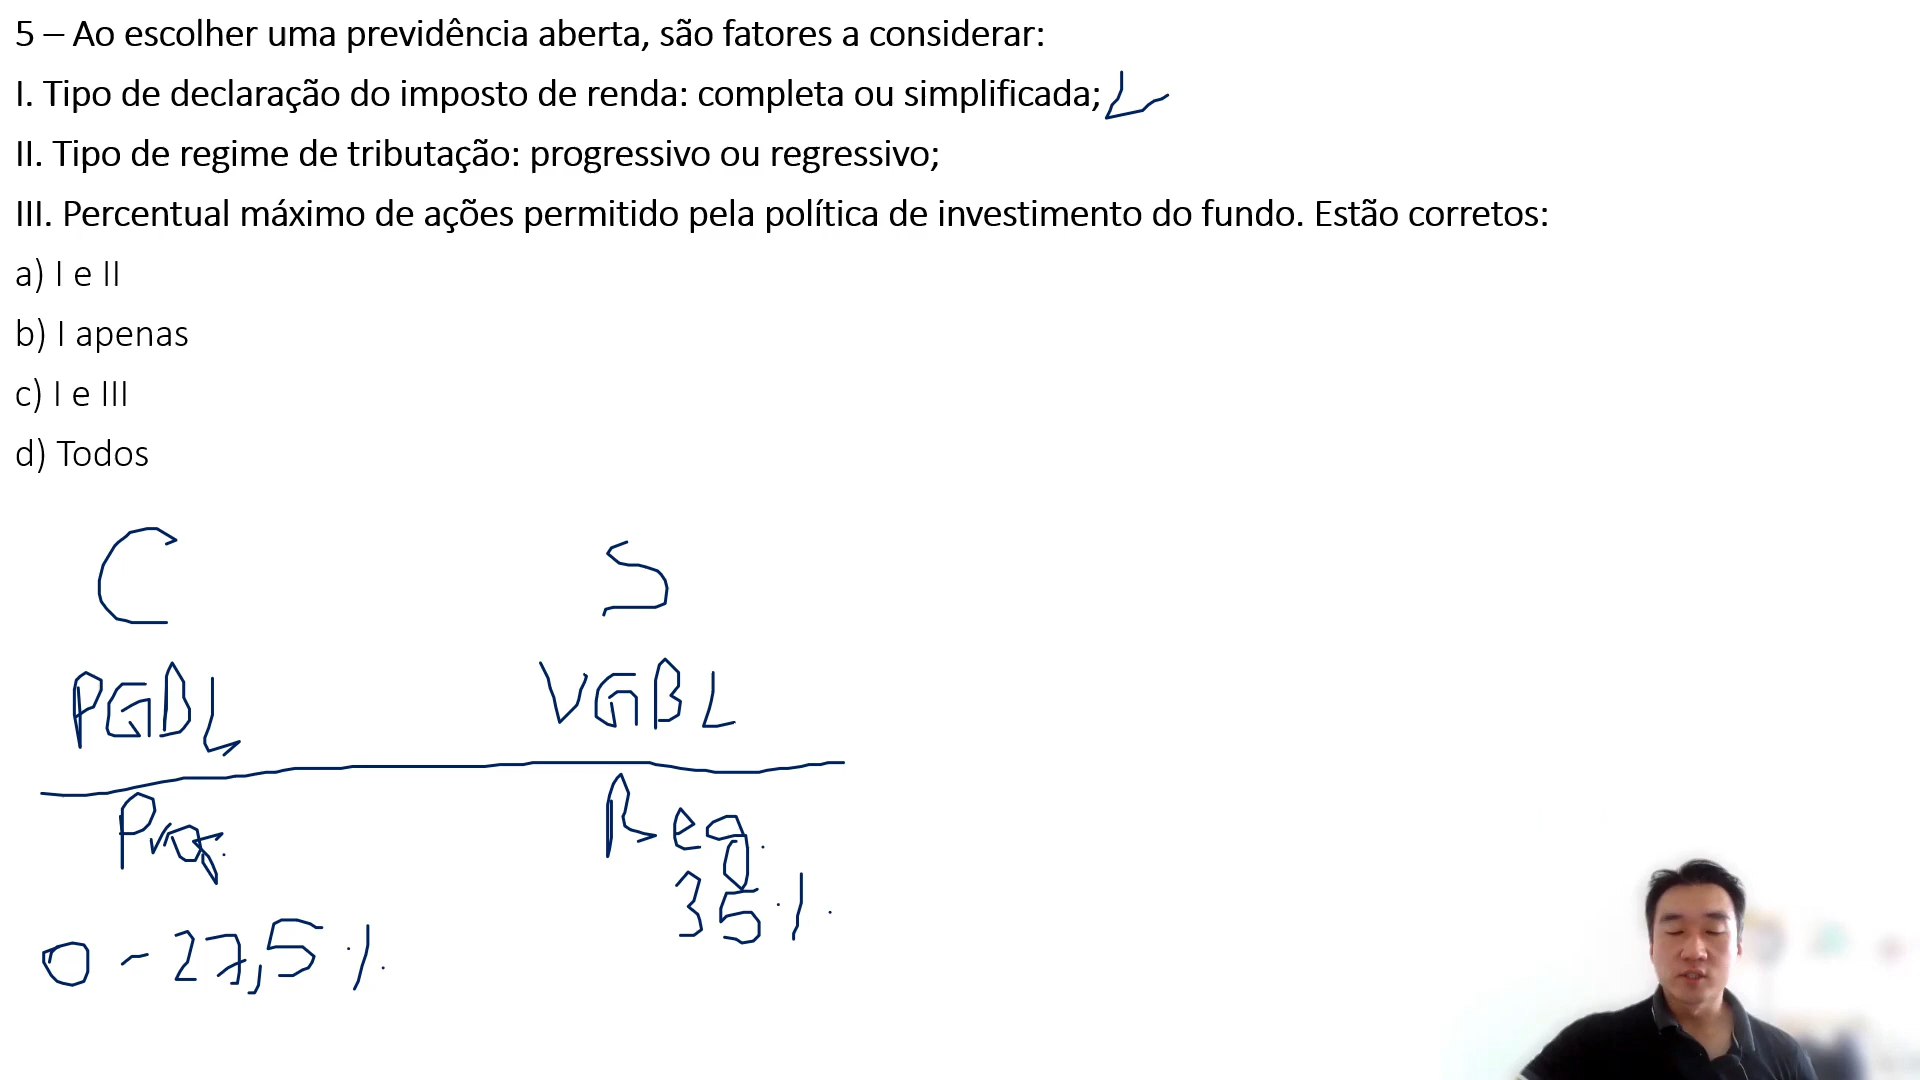 5 – Ao escolher uma previdência aberta, são fatores a considerar:
I. Tipo de declaração do imposto de renda: completa ou simplificada;
II. Tipo de regime de tributação: progressivo ou regressivo;
III. Percentual máximo de ações permitido pela política de investimento do fundo. Estão corretos:
a) I e II
b) I apenas
c) I e III
d) Todos
C S
PGBL VGBL
Prog. Reg.
35%.
0 - 27,5%